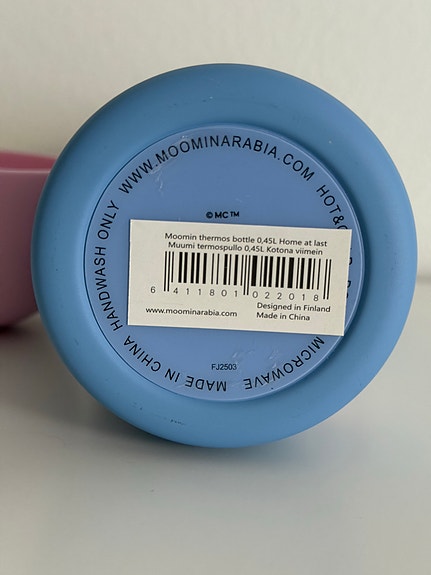 WWW.MOOMINARABIA.COM
HOT&
MICROWAVE
MADE IN CHINA
HANDWASH ONLY
© MC™
Moomin thermos bottle 0,45L Home at last
Muumi termospullo 0,45L Kotona viimein
6 411801 022018
www.moominarabia.com
Designed in Finland
Made in China
FJ2503